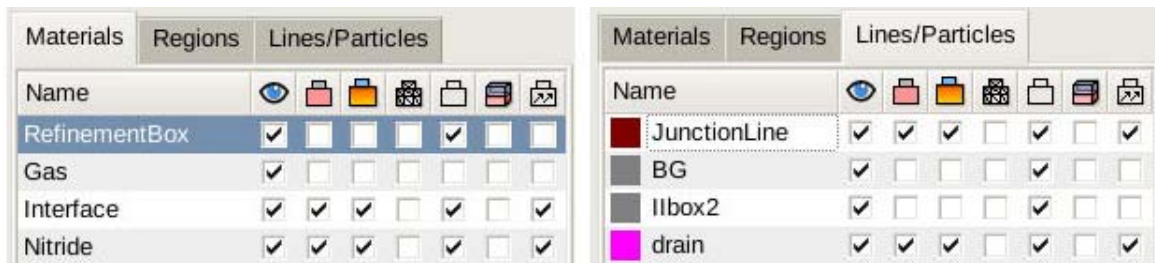 Materials Regions Lines/Particles
Name
RefinementBox
Gas
Interface
Nitride
Materials Regions Lines/Particles
Name
JunctionLine
BG
IIbox2
drain